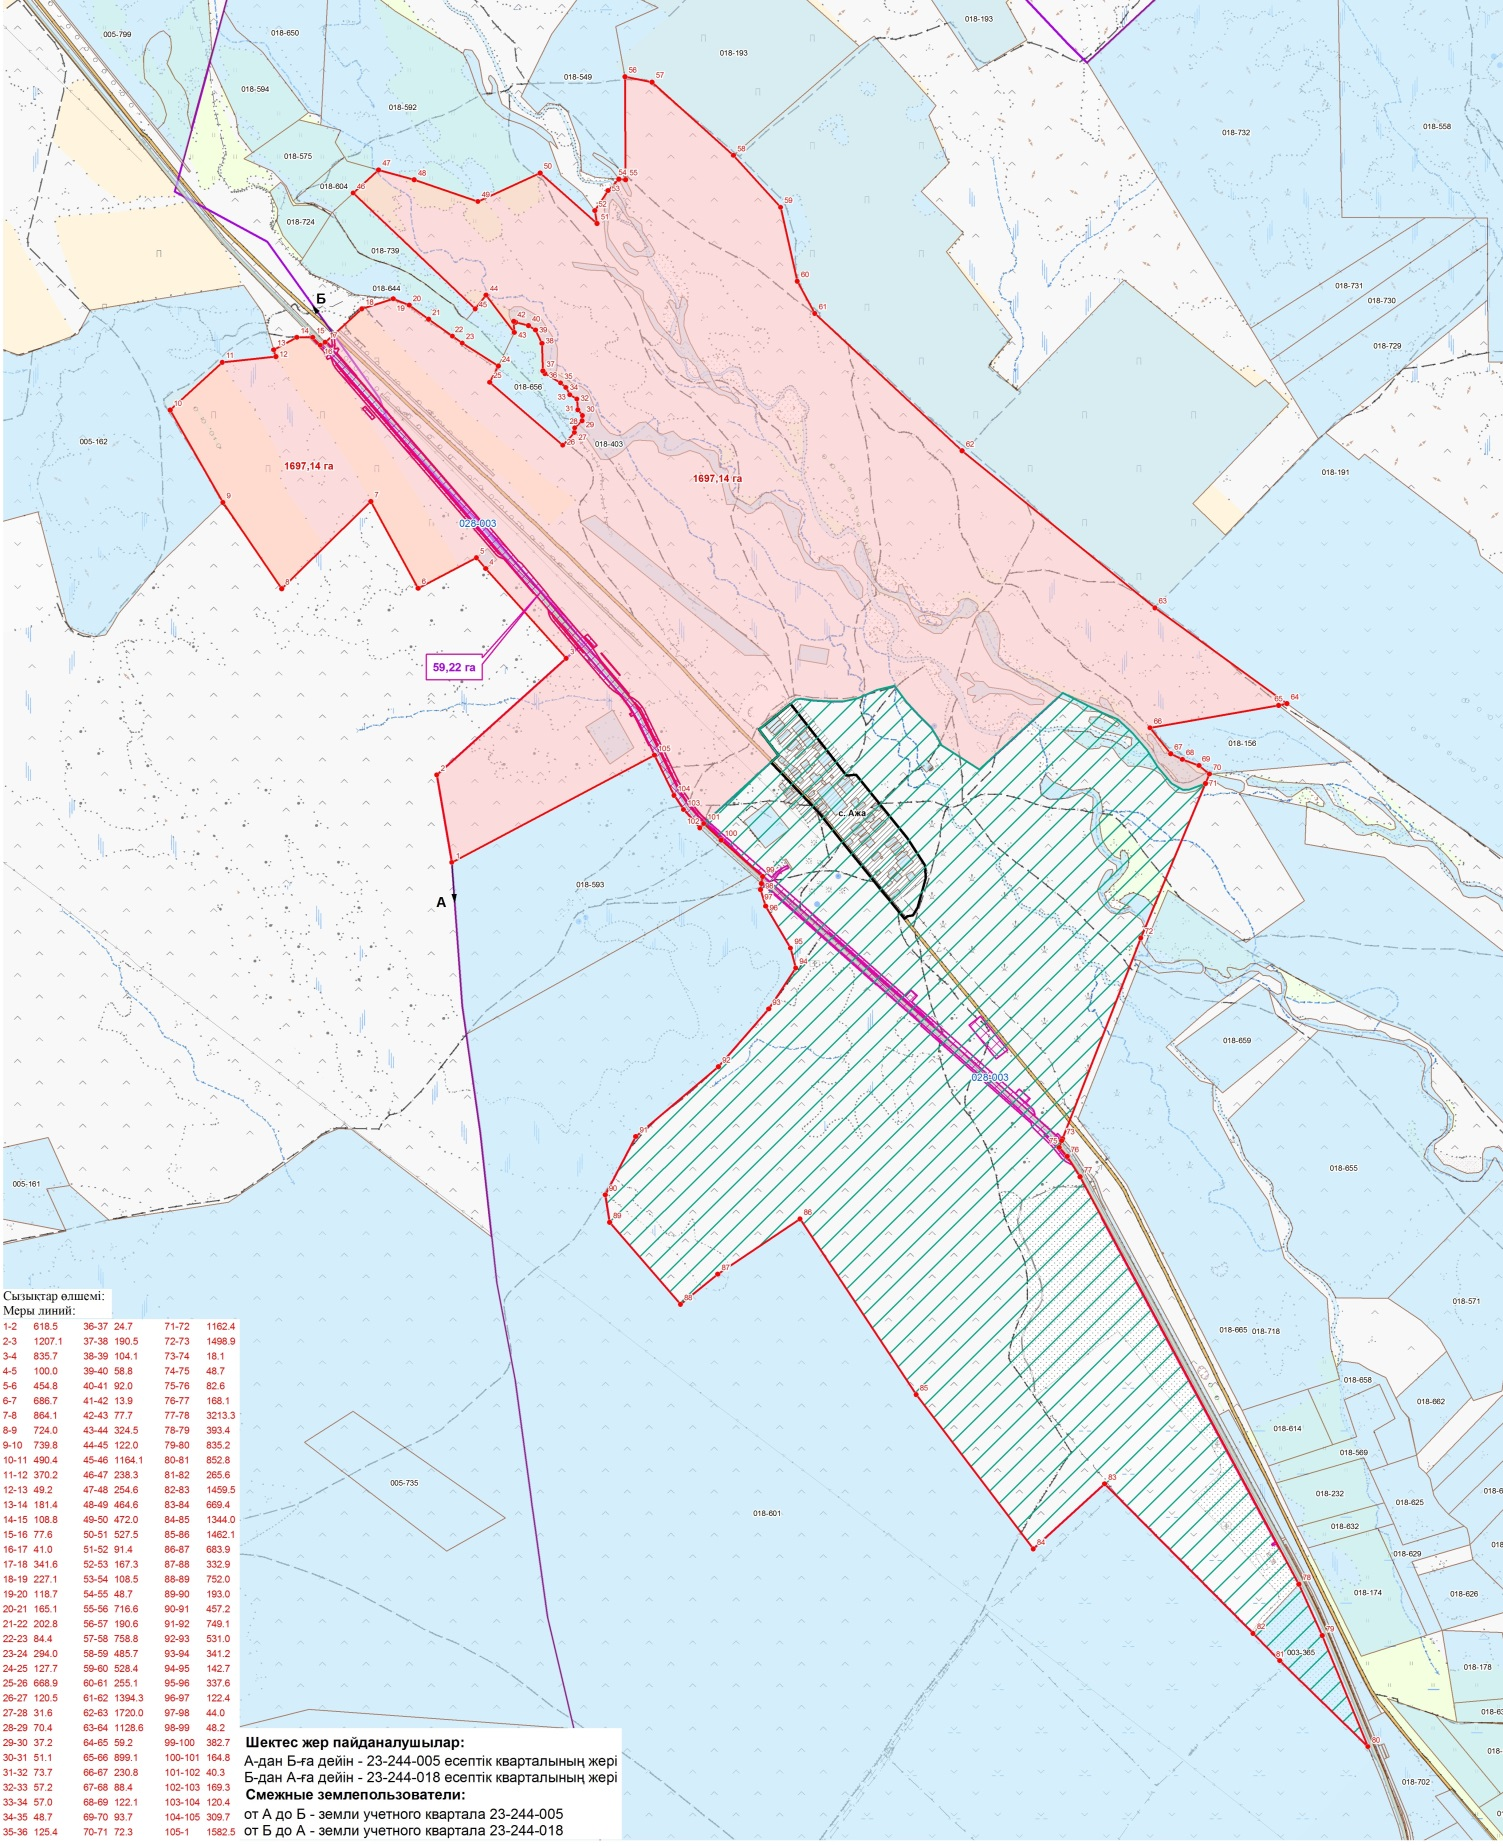 005-799
018-650
018-193
018-193
018-549
018-594
018-592
018-732
018-558
018-575
018-604
018-724
018-739
018-644
018-731
018-730
018-729
Б
005-162
018-656
018-403
1697,14 га
1697,14 га
018-191
028-003
59,22 га
018-156
с. Ажа
018-593
А
018-659
028-003
018-655
005-161
018-571
018-665 018-718
018-658
018-662
018-614
018-569
005-735
018-232
018-625
018-601
018-632
018-629
018-174
018-626
003-365
018-178
018-702
Сызықтар өлшемі:
Меры линий:
1-2 618.5 36-37 24.7 71-72 1162.4
2-3 1207.1 37-38 190.5 72-73 1498.9
3-4 835.7 38-39 104.1 73-74 18.1
4-5 100.0 39-40 58.8 74-75 48.7
5-6 454.8 40-41 92.0 75-76 82.6
6-7 686.7 41-42 13.9 76-77 168.1
7-8 864.1 42-43 77.7 77-78 3213.3
8-9 724.0 43-44 324.5 78-79 393.4
9-10 739.8 44-45 122.0 79-80 835.2
10-11 490.4 45-46 1164.1 80-81 852.8
11-12 370.2 46-47 238.3 81-82 265.6
12-13 49.2 47-48 254.6 82-83 1459.5
13-14 181.4 48-49 464.6 83-84 669.4
14-15 108.8 49-50 472.0 84-85 1344.0
15-16 77.6 50-51 527.5 85-86 1462.1
16-17 41.0 51-52 91.4 86-87 683.9
17-18 341.6 52-53 167.3 87-88 332.9
18-19 227.1 53-54 108.5 88-89 752.0
19-20 118.7 54-55 48.7 89-90 193.0
20-21 165.1 55-56 716.6 90-91 457.2
21-22 202.8 56-57 190.6 91-92 749.1
22-23 84.4 57-58 758.8 92-93 531.0
23-24 294.0 58-59 485.7 93-94 341.2
24-25 127.7 59-60 528.4 94-95 142.7
25-26 668.9 60-61 255.1 95-96 337.6
26-27 120.5 61-62 1394.3 96-97 122.4
27-28 31.6 62-63 1720.0 97-98 44.0
28-29 70.4 63-64 1128.6 98-99 48.2
29-30 37.2 64-65 59.2 99-100 382.7
30-31 51.1 65-66 899.1 100-101 164.8
31-32 73.7 66-67 230.8 101-102 40.3
32-33 57.2 67-68 88.4 102-103 169.3
33-34 57.0 68-69 122.1 103-104 120.4
34-35 48.7 69-70 93.7 104-105 309.7
35-36 125.4 70-71 72.3 105-1 1582.5
Шектес жер пайданалушылар:
А-дан Б-ға дейін - 23-244-005 есептік кварталының жері
Б-дан А-ға дейін - 23-244-018 есептік кварталының жері
Смежные землепользователи:
от А до Б - земли учетного квартала 23-244-005
от Б до А - земли учетного квартала 23-244-018